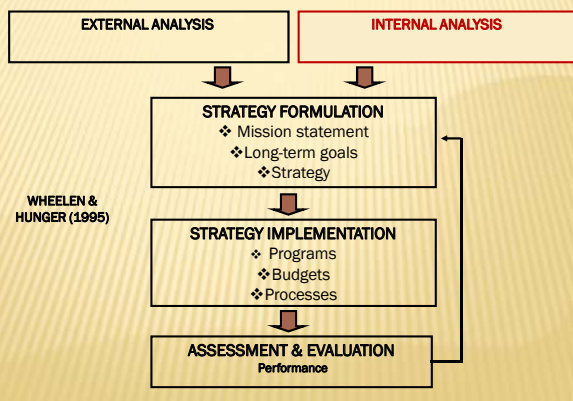 EXTERNAL ANALYSIS
INTERNAL ANALYSIS
STRATEGY FORMULATION
❖ Mission statement
❖Long-term goals
❖Strategy
WHEELEN &
HUNGER (1995)
STRATEGY IMPLEMENTATION
❖ Programs
❖Budgets
❖Processes
ASSESSMENT & EVALUATION
Performance